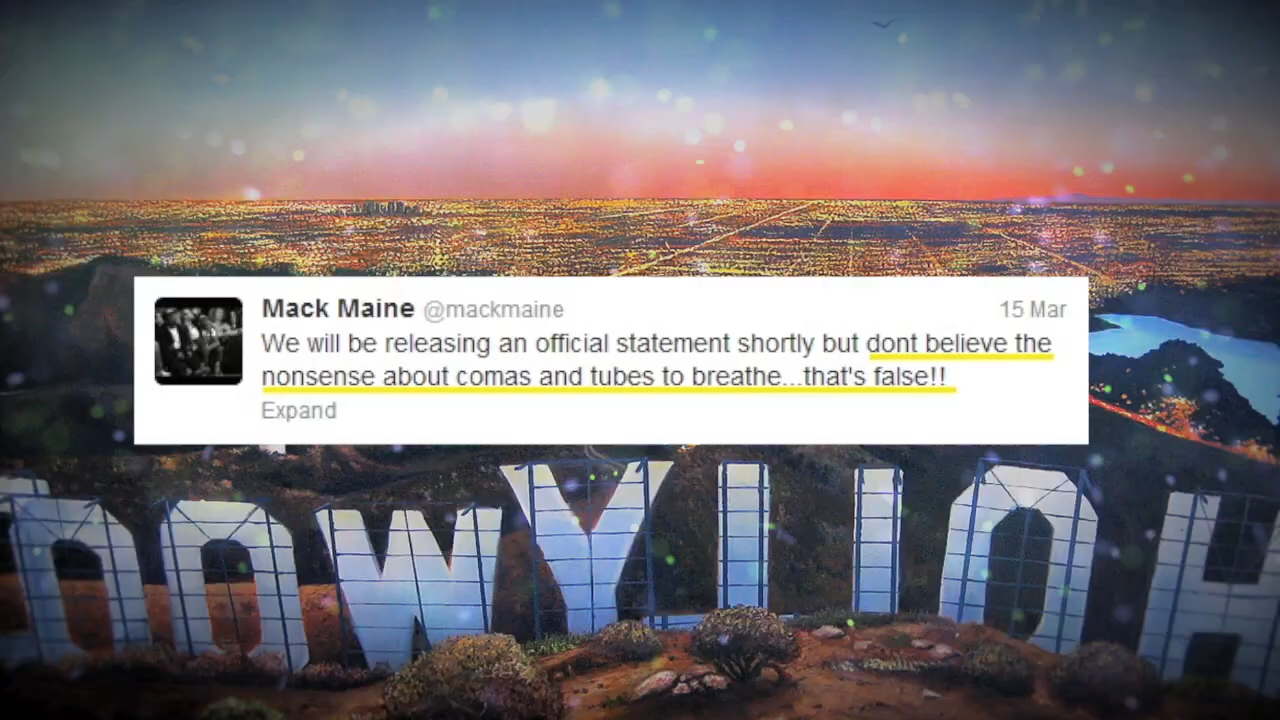 Mack Maine @mackmaine 15 Mar
We will be releasing an official statement shortly but dont believe the
nonsense about comas and tubes to breathe...that's false!!
Expand
OOWYLLOH